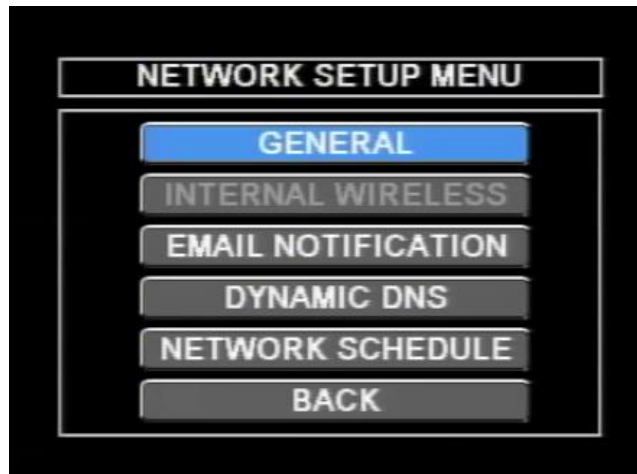 NETWORK SETUP MENU
GENERAL
INTERNAL WIRELESS
EMAIL NOTIFICATION
DYNAMIC DNS
NETWORK SCHEDULE
BACK